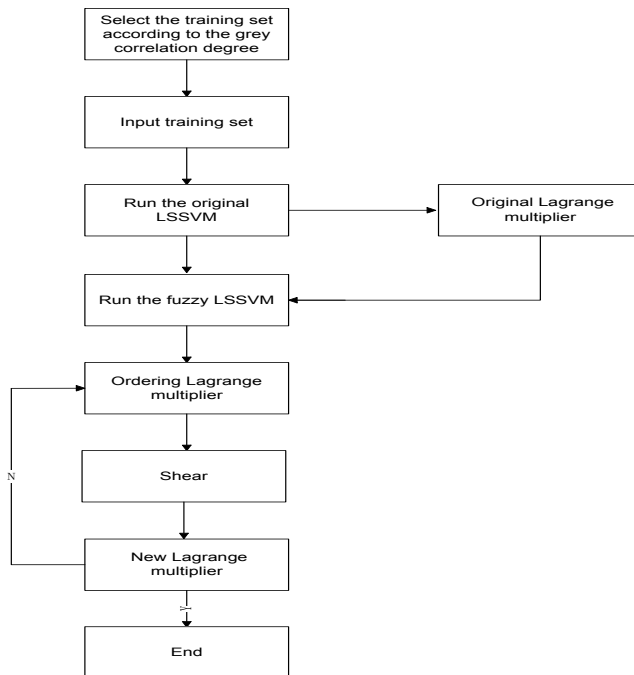 Select the training set
according to the grey
correlation degree
Input training set
Run the original
LSSVM
Original Lagrange
multiplier
Run the fuzzy LSSVM
Ordering Lagrange
multiplier
N
Shear
New Lagrange
multiplier
Y
End